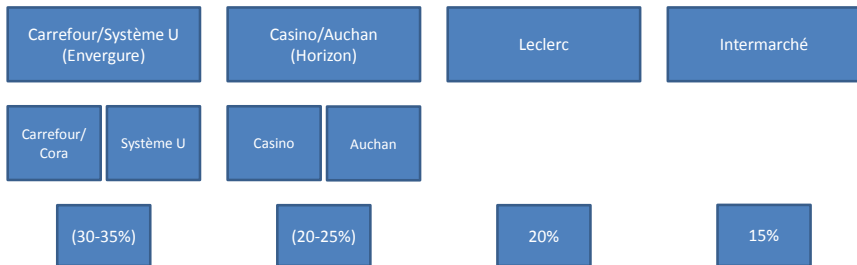 Carrefour/Système U
(Envergure)
Casino/Auchan
(Horizon)
Leclerc
Intermarché
Carrefour/
Cora
Système U
Casino
Auchan
(30-35%)
(20-25%)
20%
15%